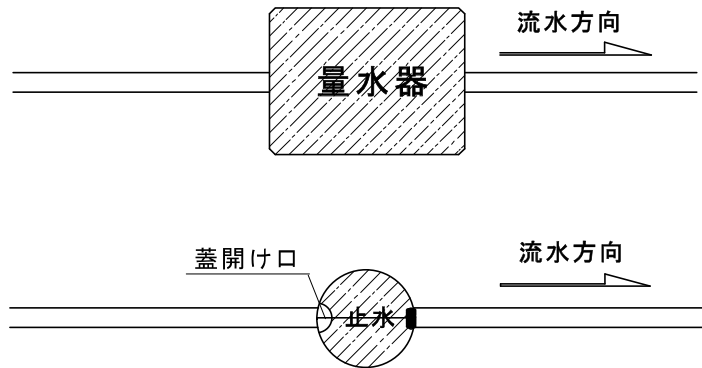 流水方向
量水器
流水方向
蓋開け口
止水